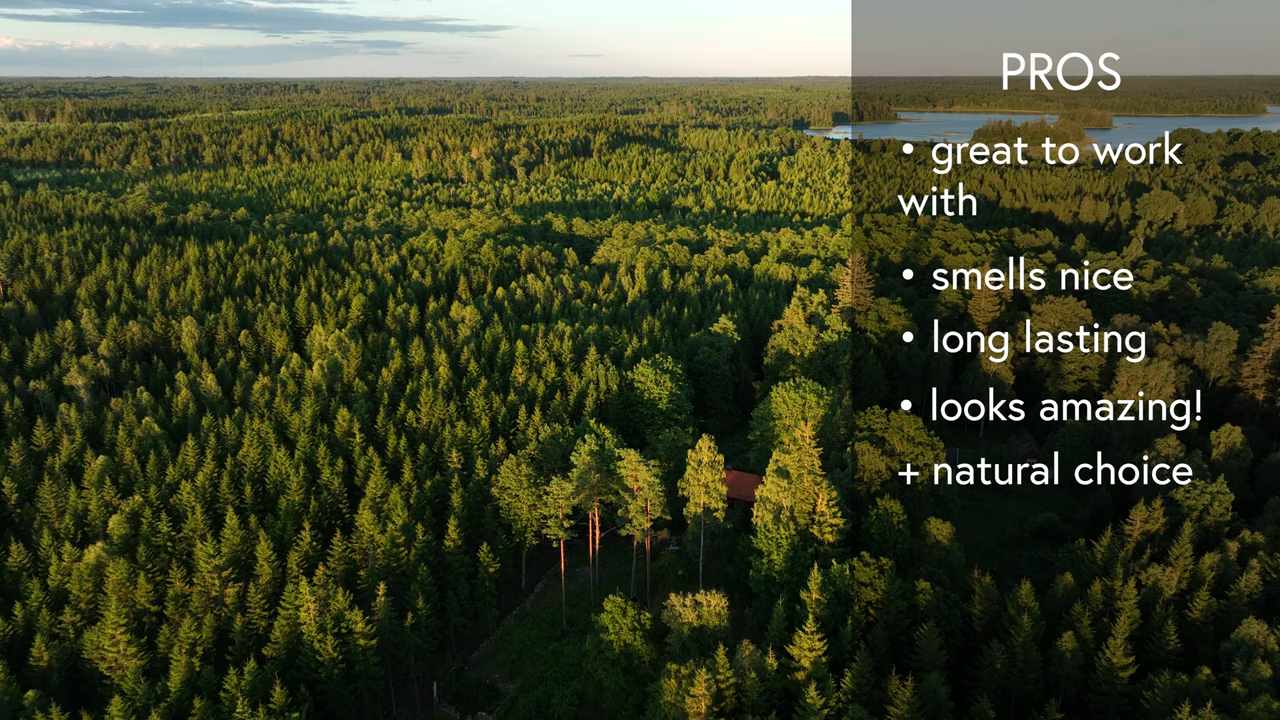 PROS
• great to work
with
• smells nice
• long lasting
• looks amazing!
+ natural choice